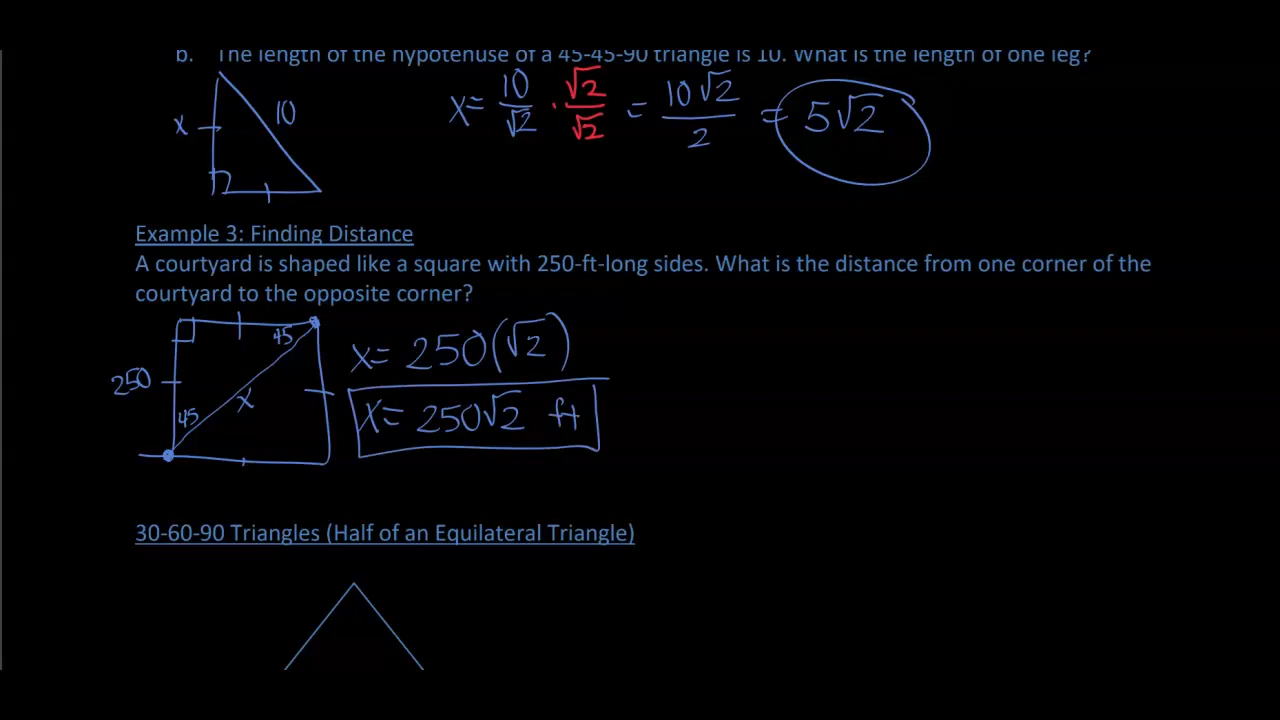 b. The length of the hypotenuse of a 45-45-90 triangle is 10. What is the length of one leg?
x 10
x = 10/√2 · √2/√2 = 10√2/2 = 5√2
Example 3: Finding Distance
A courtyard is shaped like a square with 250-ft-long sides. What is the distance from one corner of the
courtyard to the opposite corner?
45
250
x
45
x = 250(√2)
x = 250√2 ft
30-60-90 Triangles (Half of an Equilateral Triangle)